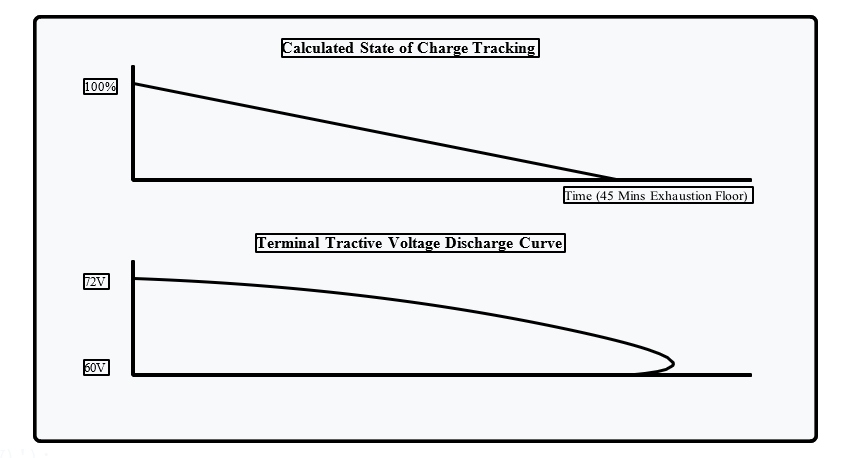 Calculated State of Charge Tracking
100%
Time (45 Mins Exhaustion Floor)
Terminal Tractive Voltage Discharge Curve
72V
60V